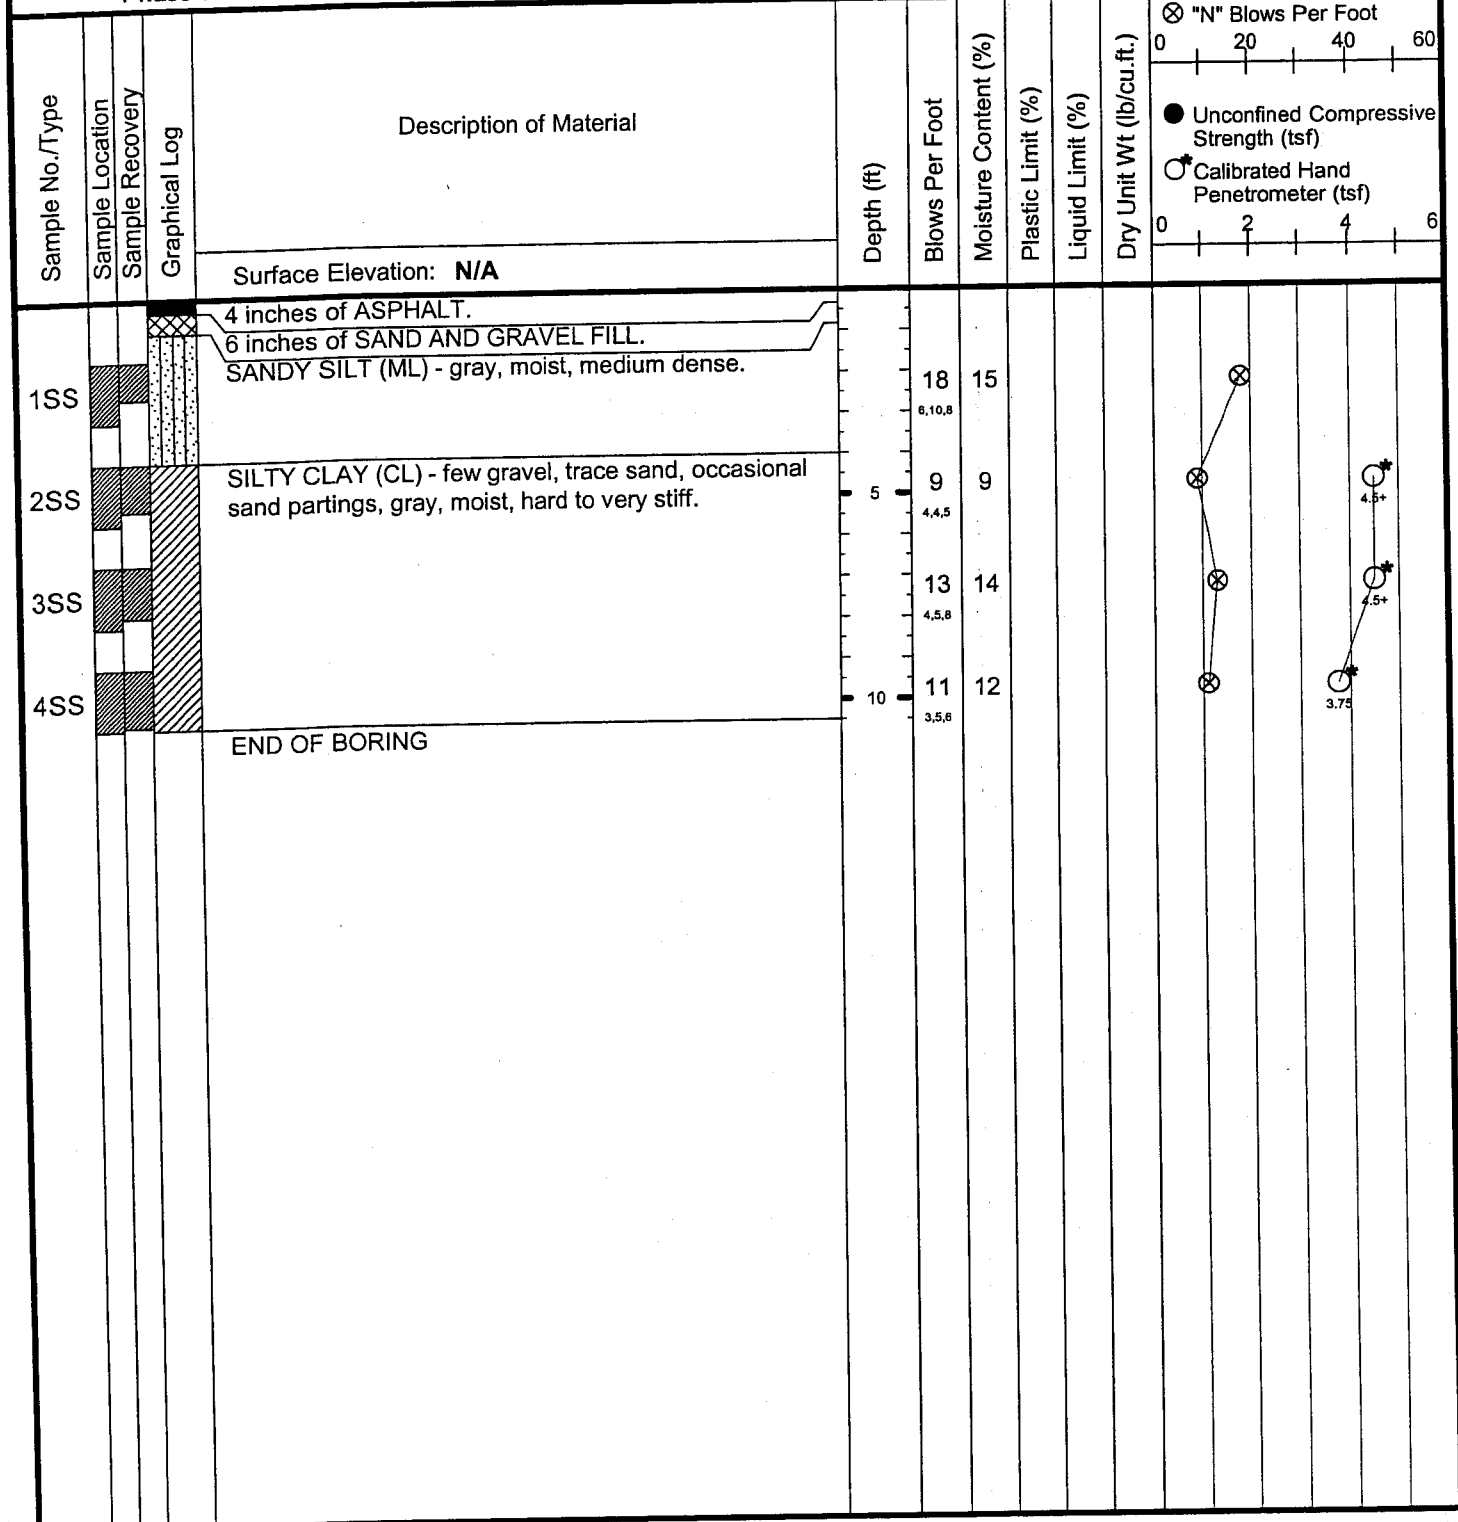 ⊗ "N" Blows Per Foot
0 20 40 60
● Unconfined Compressive
Strength (tsf)
○* Calibrated Hand
Penetrometer (tsf)
0 2 4 6
Sample No./Type
Sample Location
Sample Recovery
Graphical Log
Description of Material
Surface Elevation: N/A
Depth (ft)
Blows Per Foot
Moisture Content (%)
Plastic Limit (%)
Liquid Limit (%)
Dry Unit Wt (lb/cu.ft.)
4 inches of ASPHALT.
6 inches of SAND AND GRAVEL FILL.
SANDY SILT (ML) - gray, moist, medium dense.
1SS
18 15
6,10,8
SILTY CLAY (CL) - few gravel, trace sand, occasional
sand partings, gray, moist, hard to very stiff.
2SS
5
9 9
4,4,5
4.5+
3SS
13 14
4,5,8
4.5+
4SS
10
11 12
3,5,6
3.75
END OF BORING